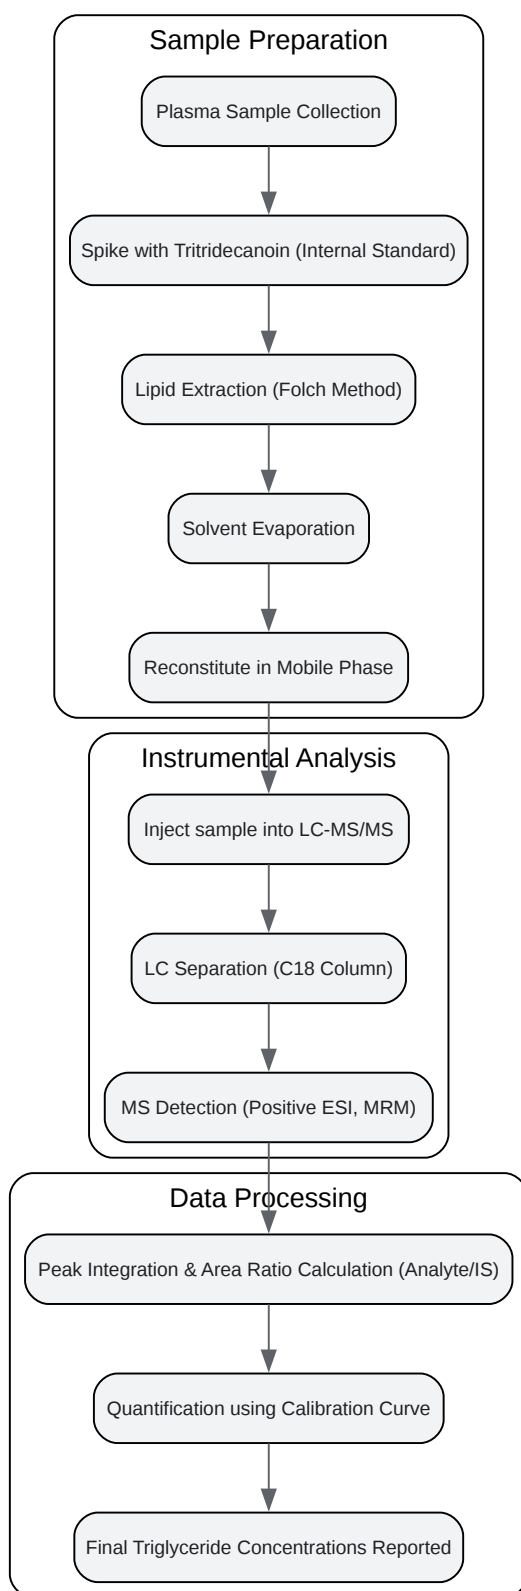 Sample Preparation
Plasma Sample Collection
Spike with Tritridecanoin (Internal Standard)
Lipid Extraction (Folch Method)
Solvent Evaporation
Reconstitute in Mobile Phase
Instrumental Analysis
Inject sample into LC-MS/MS
LC Separation (C18 Column)
MS Detection (Positive ESI, MRM)
Data Processing
Peak Integration & Area Ratio Calculation (Analyte/IS)
Quantification using Calibration Curve
Final Triglyceride Concentrations Reported